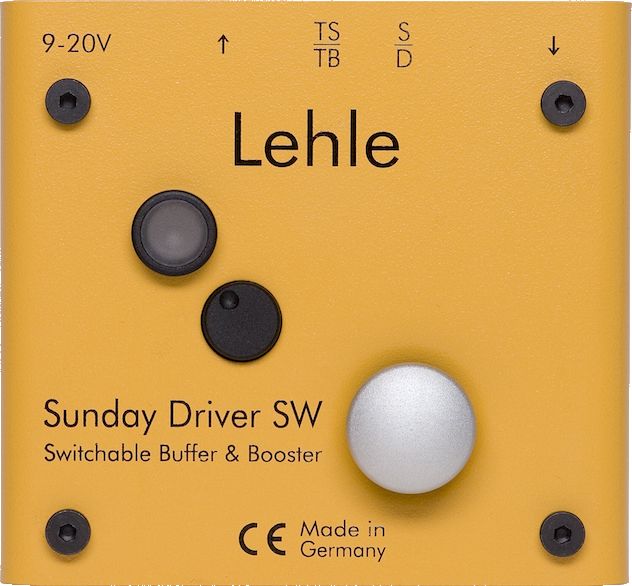 9-20V ↑ TS S ↓
TB D
Lehle
Sunday Driver SW
Switchable Buffer & Booster
CE Made in
Germany